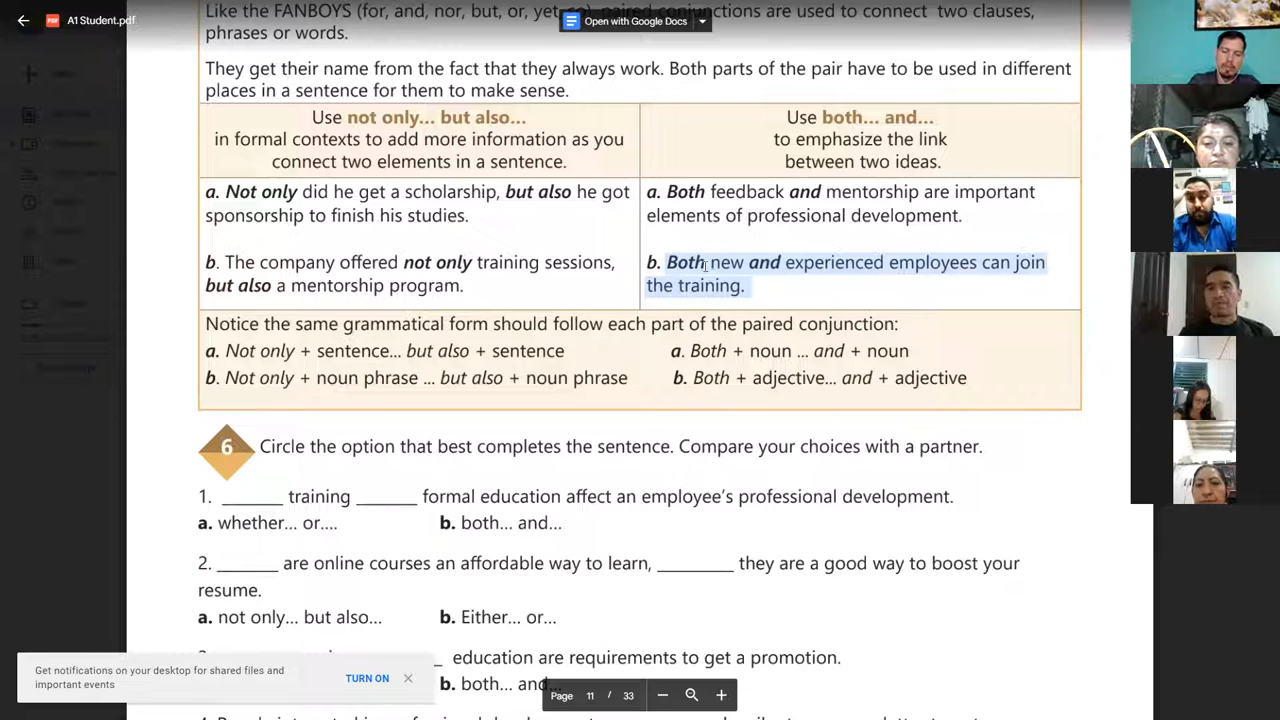 A1 Student.pdf
Open with Google Docs
Like the FANBOYS (for, and, nor, but, or, yet, so), paired conjunctions are used to connect two clauses,
phrases or words.
They get their name from the fact that they always work. Both parts of the pair have to be used in different
places in a sentence for them to make sense.
Use not only... but also...
in formal contexts to add more information as you
connect two elements in a sentence.
Use both... and...
to emphasize the link
between two ideas.
a. Not only did he get a scholarship, but also he got
sponsorship to finish his studies.
b. The company offered not only training sessions,
but also a mentorship program.
a. Both feedback and mentorship are important
elements of professional development.
b. Both new and experienced employees can join
the training.
Notice the same grammatical form should follow each part of the paired conjunction:
a. Not only + sentence... but also + sentence
a. Both + noun ... and + noun
b. Not only + noun phrase ... but also + noun phrase
b. Both + adjective... and + adjective
6 Circle the option that best completes the sentence. Compare your choices with a partner.
1. _______ training _______ formal education affect an employee's professional development.
a. whether... or....
b. both... and...
2. _______ are online courses an affordable way to learn, _________ they are a good way to boost your
resume.
a. not only... but also...
b. Either... or...
education are requirements to get a promotion.
b. both... and...
Get notifications on your desktop for shared files and
important events
TURN ON
Page 11 / 33